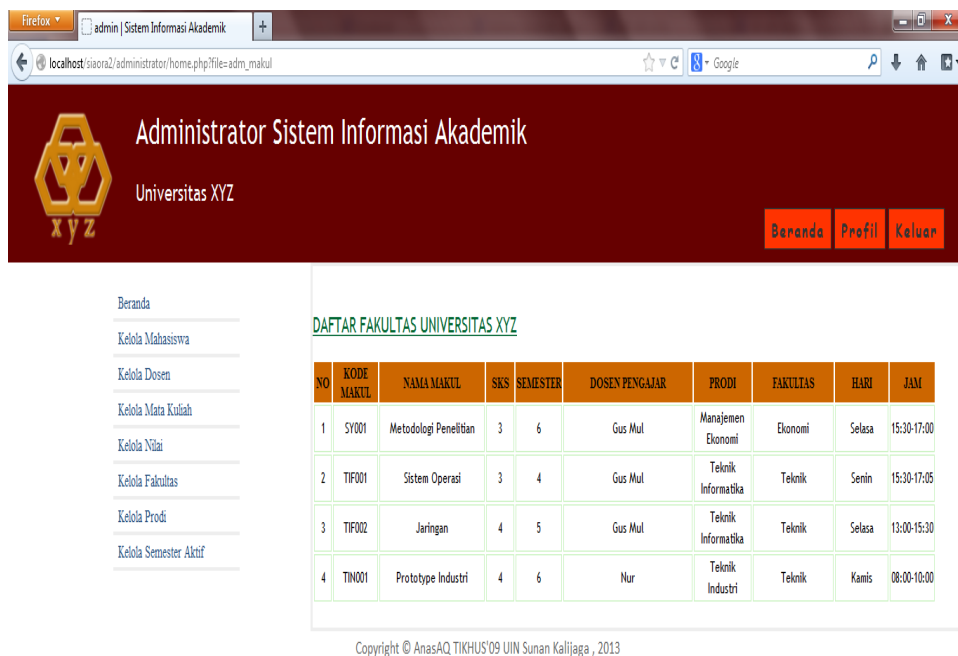 Firefox
admin | Sistem Informasi Akademik
+
localhost/siaora2/administrator/home.php?file=adm_makul
Google
Administrator Sistem Informasi Akademik
Universitas XYZ
x y z
Beranda Profil Keluar
Beranda
Kelola Mahasiswa
Kelola Dosen
Kelola Mata Kuliah
Kelola Nilai
Kelola Fakultas
Kelola Prodi
Kelola Semester Aktif
DAFTAR FAKULTAS UNIVERSITAS XYZ
NO KODE MAKUL NAMA MAKUL SKS SEMESTER DOSEN PENGAJAR PRODI FAKULTAS HARI JAM
1 SY001 Metodologi Penelitian 3 6 Gus Mul Manajemen Ekonomi Ekonomi Selasa 15:30-17:00
2 TIF001 Sistem Operasi 3 4 Gus Mul Teknik Informatika Teknik Senin 15:30-17:05
3 TIF002 Jaringan 4 5 Gus Mul Teknik Informatika Teknik Selasa 13:00-15:30
4 TIN001 Prototype Industri 4 6 Nur Teknik Industri Teknik Kamis 08:00-10:00
Copyright © AnasAQ TIKHUS'09 UIN Sunan Kalijaga , 2013